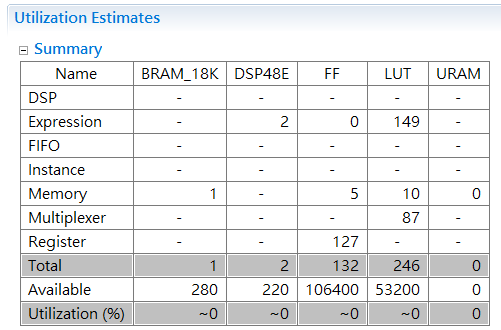 Utilization Estimates
Summary
Name BRAM_18K DSP48E FF LUT URAM
DSP - - - - -
Expression - 2 0 149 -
FIFO - - - - -
Instance - - - - -
Memory 1 - 5 10 0
Multiplexer - - - 87 -
Register - - 127 - -
Total 1 2 132 246 0
Available 280 220 106400 53200 0
Utilization (%) ~0 ~0 ~0 ~0 0